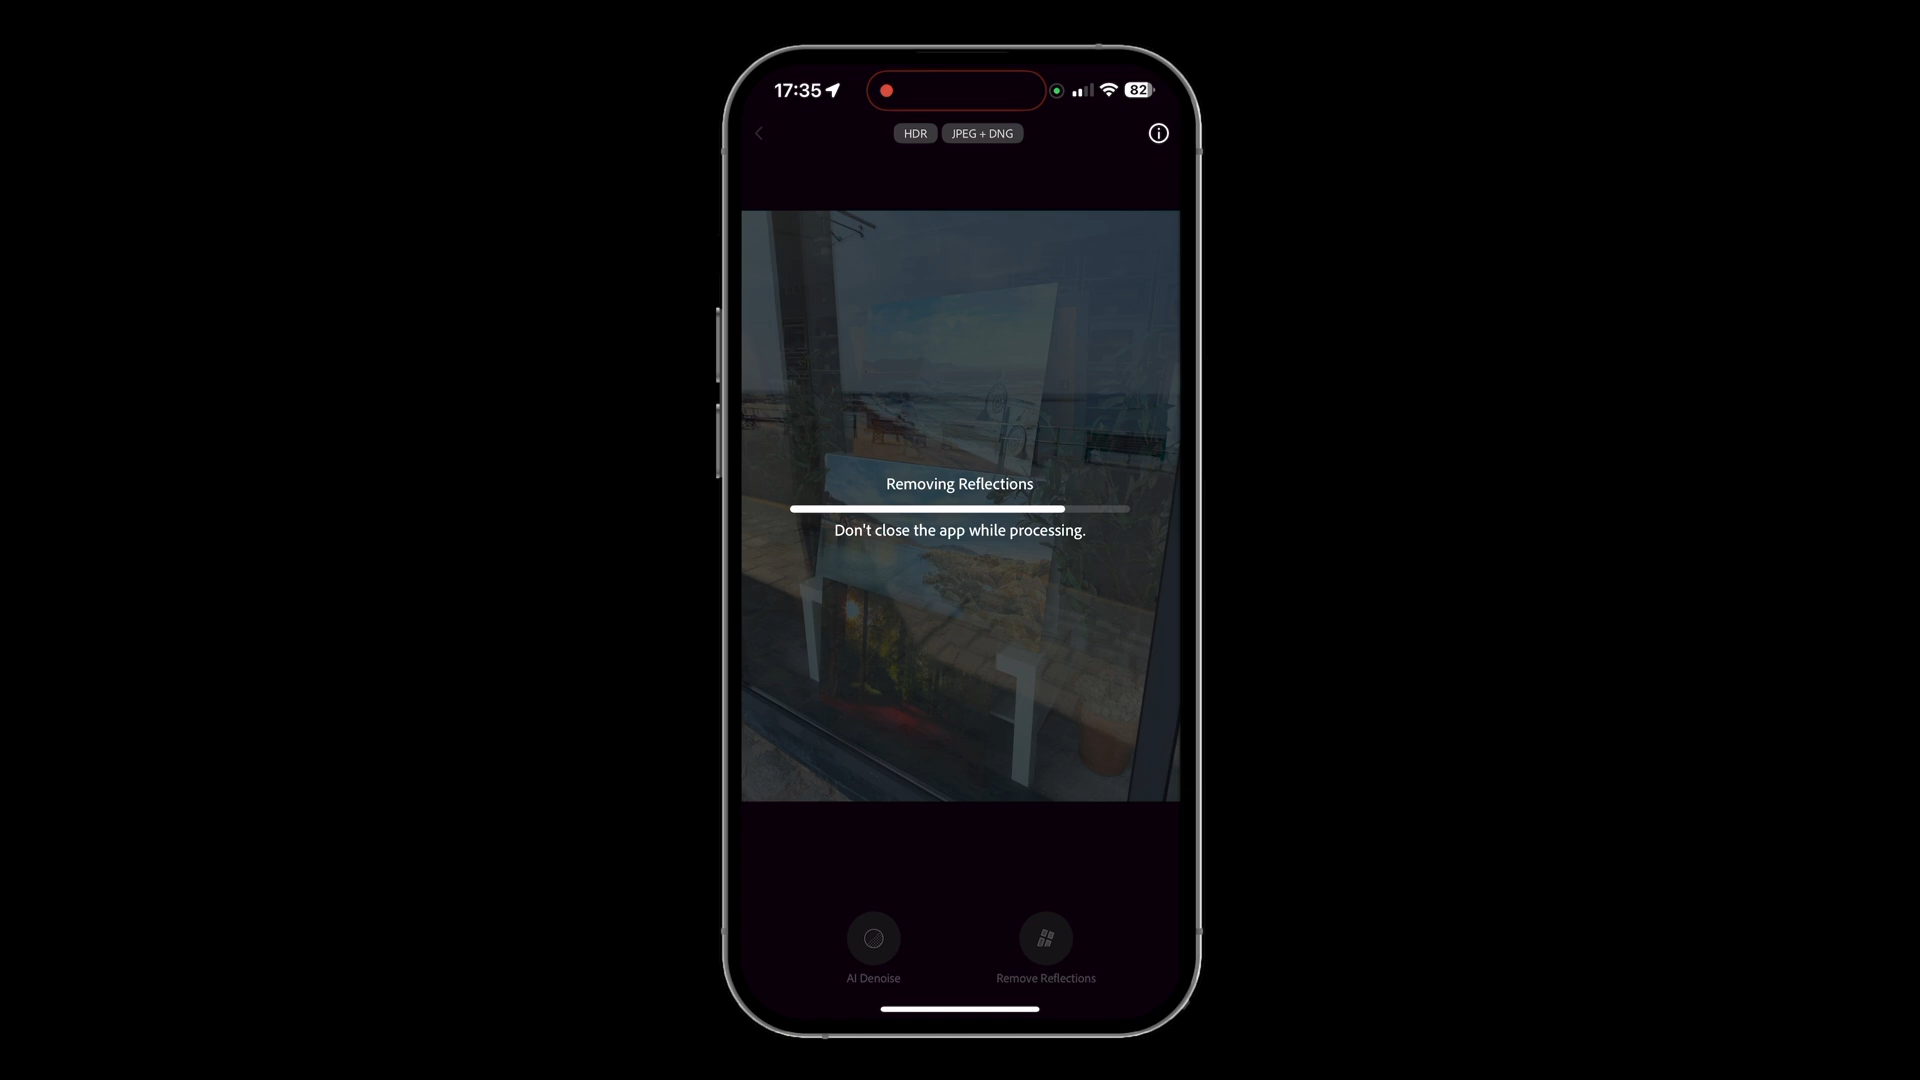 17:35
82
HDR
JPEG + DNG
Removing Reflections
Don't close the app while processing.
AI Denoise
Remove Reflections